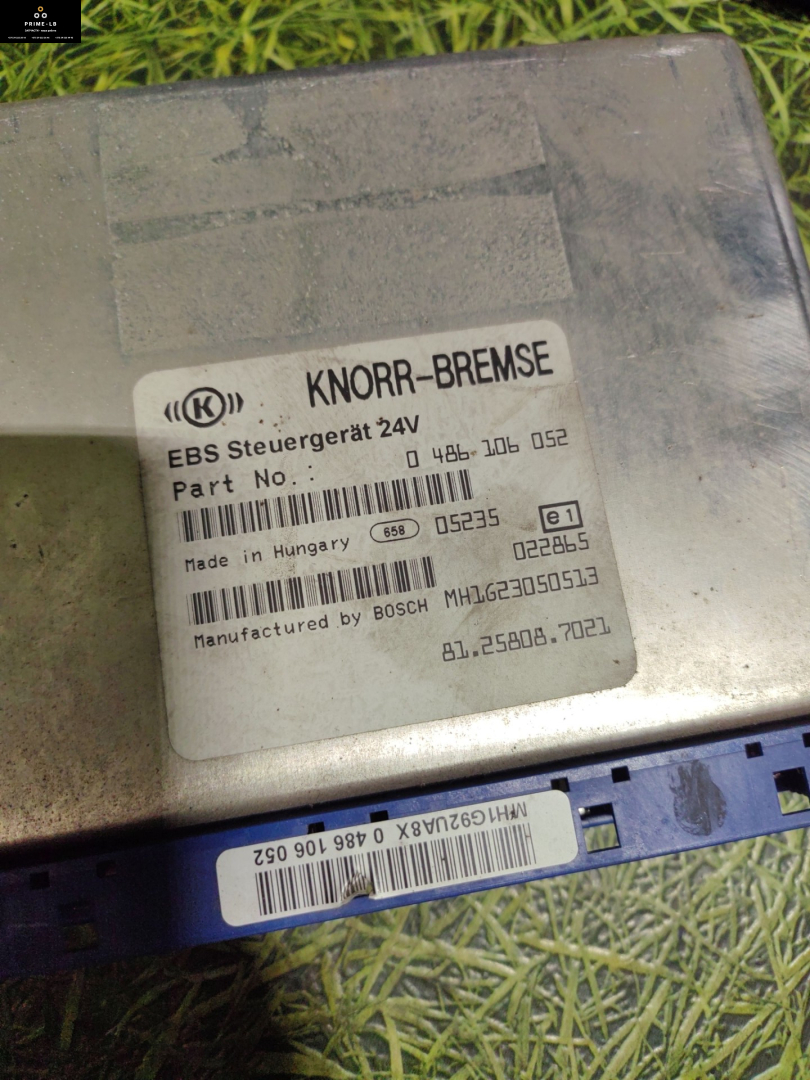 PRIME-LB
KNORR-BREMSE
K
EBS Steuergerät 24V
Part No.: 0 486 106 052
Made in Hungary 658 05235 e1
022865
Manufactured by BOSCH MH1G23050513
81.25808.7021
MH1G92UA8X 0 486 106 052